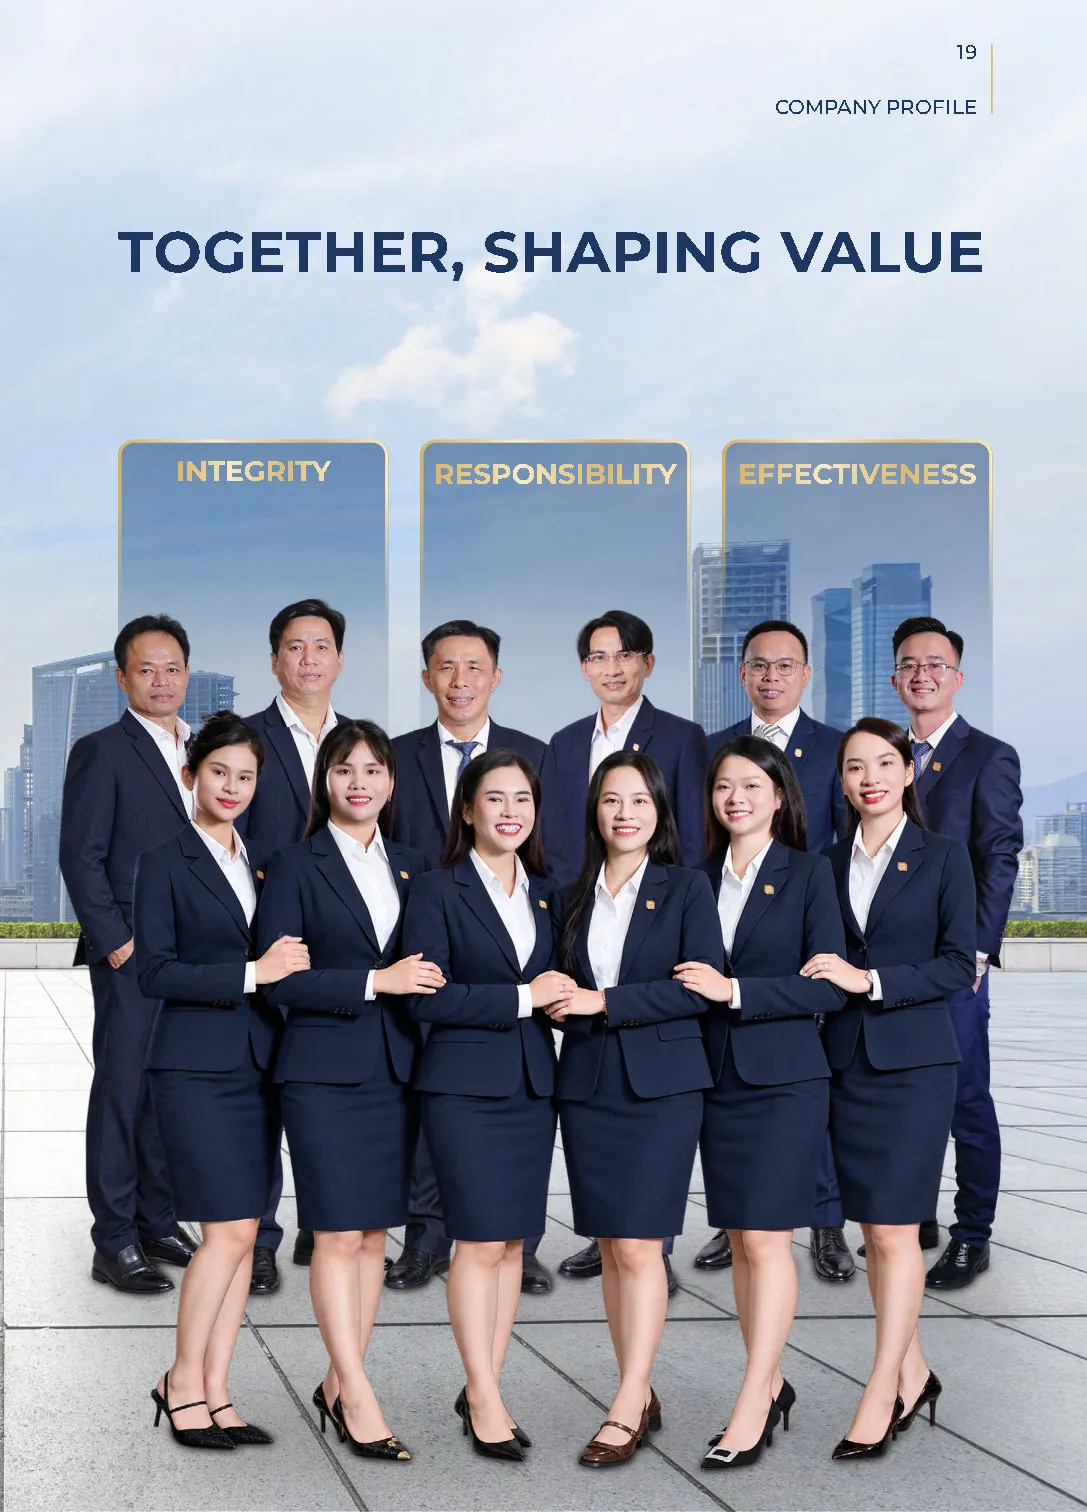 19
COMPANY PROFILE
TOGETHER, SHAPING VALUE
INTEGRITY
RESPONSIBILITY
EFFECTIVENESS